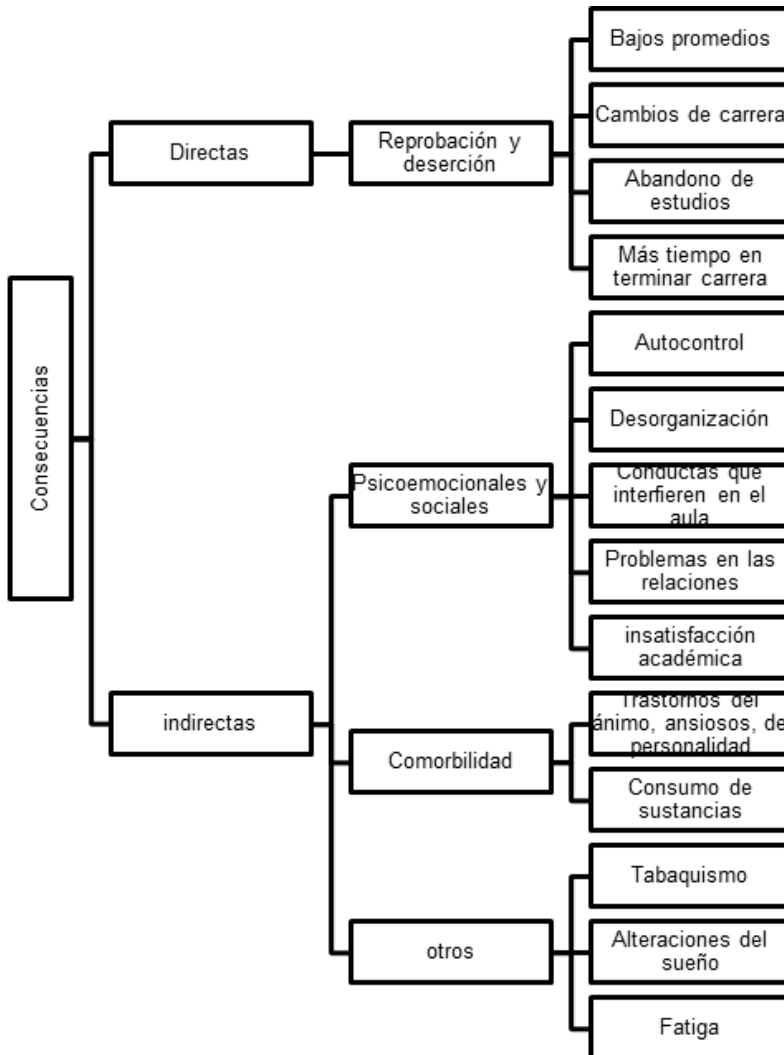 Consecuencias
Directas
Reprobación y
deserción
Bajos promedios
Cambios de carrera
Abandono de
estudios
Más tiempo en
terminar carrera
indirectas
Psicoemocionales y
sociales
Autocontrol
Desorganización
Conductas que
interfieren en el
aula
Problemas en las
relaciones
insatisfacción
académica
Comorbilidad
Trastornos del
ánimo, ansiosos, de
personalidad
Consumo de
sustancias
otros
Tabaquismo
Alteraciones del
sueño
Fatiga